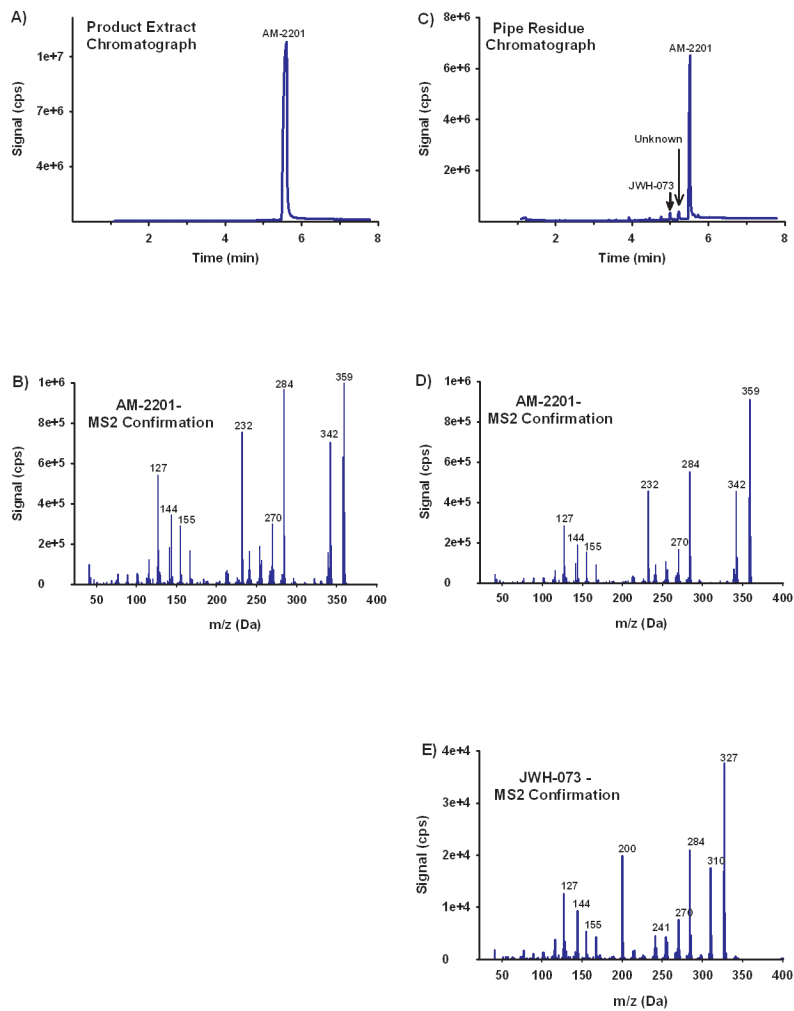 A)
Product Extract
Chromatograph
AM-2201
1e+7
7e+6
4e+6
Signal (cps)
2 4 6 8
Time (min)
C)
Pipe Residue
Chromatograph
AM-2201
Unknown
JWH-073
8e+6
6e+6
4e+6
2e+6
Signal (cps)
2 4 6 8
Time (min)
B)
AM-2201-
MS2 Confirmation
1e+6
8e+5
6e+5
4e+5
2e+5
0
Signal (cps)
127
144
155
232
270
284
342
359
50 100 150 200 250 300 350 400
m/z (Da)
D)
AM-2201-
MS2 Confirmation
1e+6
8e+5
6e+5
4e+5
2e+5
0
Signal (cps)
127
144
155
232
270
284
342
359
50 100 150 200 250 300 350 400
m/z (Da)
E)
JWH-073 -
MS2 Confirmation
4e+4
3e+4
2e+4
1e+4
0
Signal (cps)
127
144
155
200
241
270
284
310
327
50 100 150 200 250 300 350 400
m/z (Da)